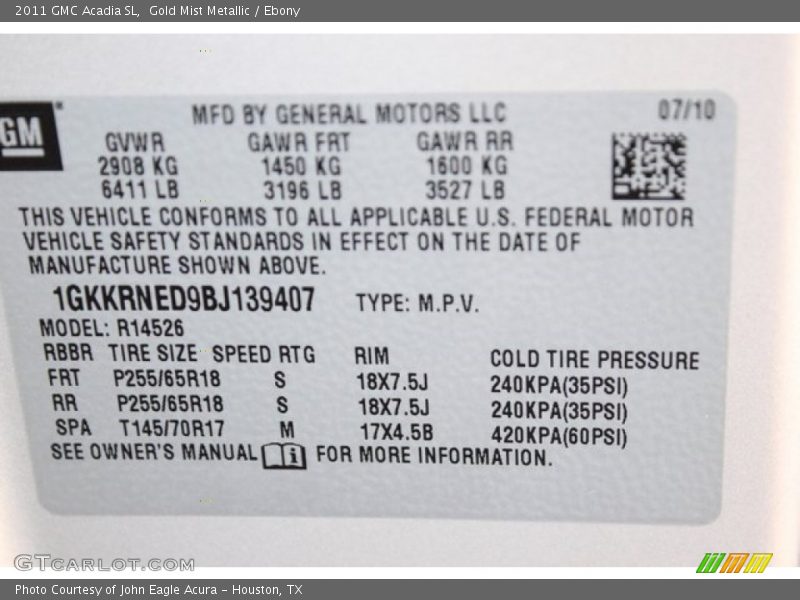 2011 GMC Acadia SL,  Gold Mist Metallic / Ebony
GM
MFD BY GENERAL MOTORS LLC
07/10
GVWR GAWR FRT GAWR RR
2908 KG 1450 KG 1600 KG
6411 LB 3196 LB 3527 LB
THIS VEHICLE CONFORMS TO ALL APPLICABLE U.S. FEDERAL MOTOR
VEHICLE SAFETY STANDARDS IN EFFECT ON THE DATE OF
MANUFACTURE SHOWN ABOVE.
1GKKRNED9BJ139407 TYPE: M.P.V.
MODEL: R14526
RBBR TIRE SIZE SPEED RTG RIM COLD TIRE PRESSURE
FRT P255/65R18 S 18X7.5J 240KPA(35PSI)
RR P255/65R18 S 18X7.5J 240KPA(35PSI)
SPA T145/70R17 M 17X4.5B 420KPA(60PSI)
SEE OWNER'S MANUAL i FOR MORE INFORMATION.
GTCARLOT.COM
Photo Courtesy of John Eagle Acura - Houston, TX